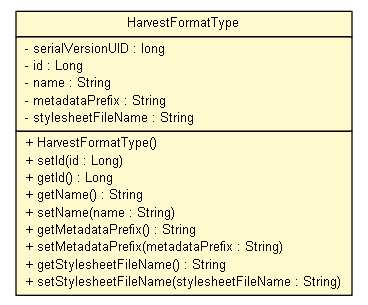 HarvestFormatType
- serialVersionUID : long
- id : Long
- name : String
- metadataPrefix : String
- stylesheetFileName : String
+ HarvestFormatType()
+ setId(id : Long)
+ getId() : Long
+ getName() : String
+ setName(name : String)
+ getMetadataPrefix() : String
+ setMetadataPrefix(metadataPrefix : String)
+ getStylesheetFileName() : String
+ setStylesheetFileName(stylesheetFileName : String)